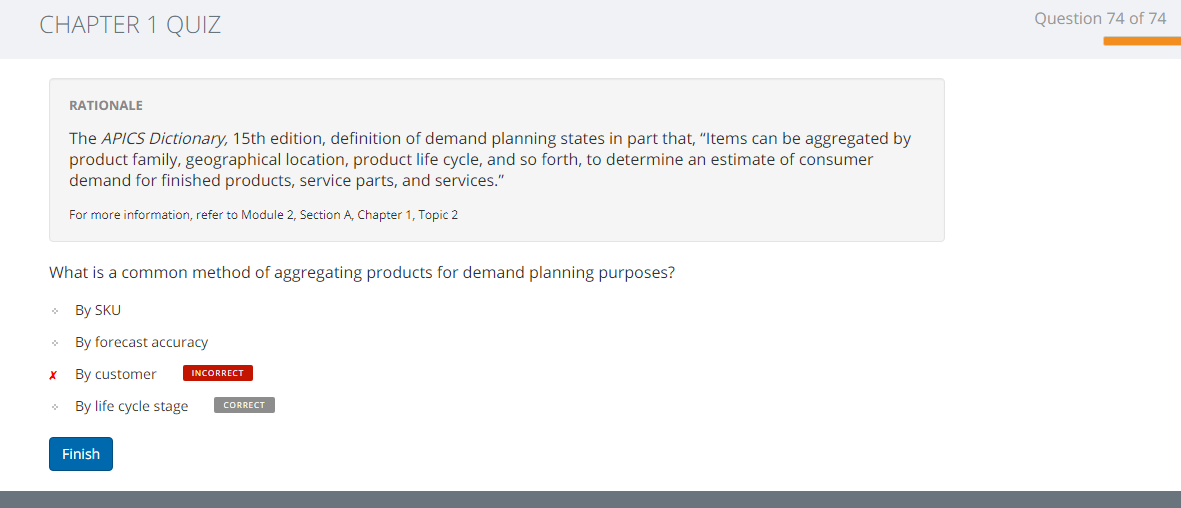 CHAPTER 1 QUIZ
Question 74 of 74
RATIONALE
The APICS Dictionary, 15th edition, definition of demand planning states in part that, “Items can be aggregated by
product family, geographical location, product life cycle, and so forth, to determine an estimate of consumer
demand for finished products, service parts, and services.”
For more information, refer to Module 2, Section A, Chapter 1, Topic 2
What is a common method of aggregating products for demand planning purposes?
By SKU
By forecast accuracy
✗ By customer INCORRECT
By life cycle stage CORRECT
Finish